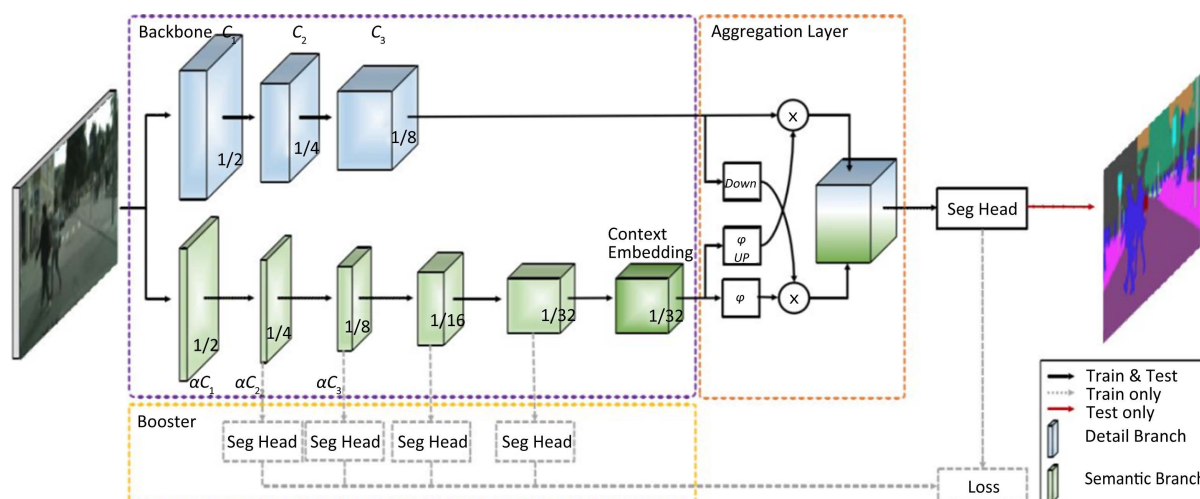 Backbone
C1
C2
C3
Aggregation Layer
1/2
1/4
1/8
×
Down
Seg Head
φ
UP
Context
Embedding
φ
×
1/2
1/4
1/8
1/16
1/32
1/32
αC1
αC2
αC3
Train & Test
Train only
Test only
Detail Branch
Semantic Branch
Booster
Seg Head
Seg Head
Seg Head
Seg Head
Loss